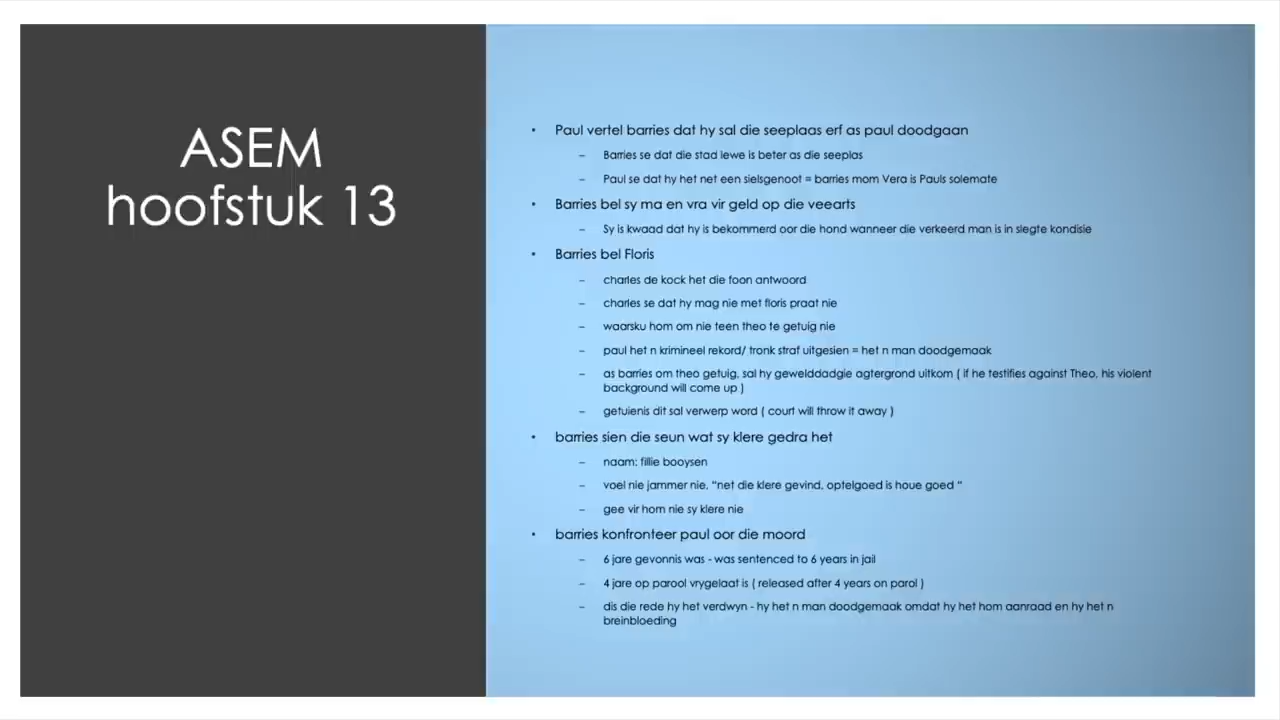 ASEM
hoofstuk 13
• Paul vertel barries dat hy sal die seeplaas erf as paul doodgaan
– Barries se dat die stad lewe is beter as die seeplas
– Paul se dat hy het net een sielsgenoot = barries mom Vera is Pauls solemate
• Barries bel sy ma en vra vir geld op die veearts
– Sy is kwaad dat hy is bekommerd oor die hond wanneer die verkeerd man is in slegte kondisie
• Barries bel Floris
– charles de kock het die foon antwoord
– charles se dat hy mag nie met floris praat nie
– waarsku hom om nie teen theo te getuig nie
– paul het n krimineel rekord/ tronk straf uitgesien = het n man doodgemaak
– as barries om theo getuig, sal hy gewelddadgie agtergrond uitkom ( if he testifies against Theo, his violent
background will come up )
– getuienis dit sal verwerp word ( court will throw it away )
• barries sien die seun wat sy klere gedra het
– naam: fillie booysen
– voel nie jammer nie, “net die klere gevind, optelgoed is houe goed “
– gee vir hom nie sy klere nie
• barries konfronteer paul oor die moord
– 6 jare gevonnis was - was sentenced to 6 years in jail
– 4 jare op parool vrygelaat is ( released after 4 years on parol )
– dis die rede hy het verdwyn - hy het n man doodgemaak omdat hy het hom aanraad en hy het n
breinbloeding